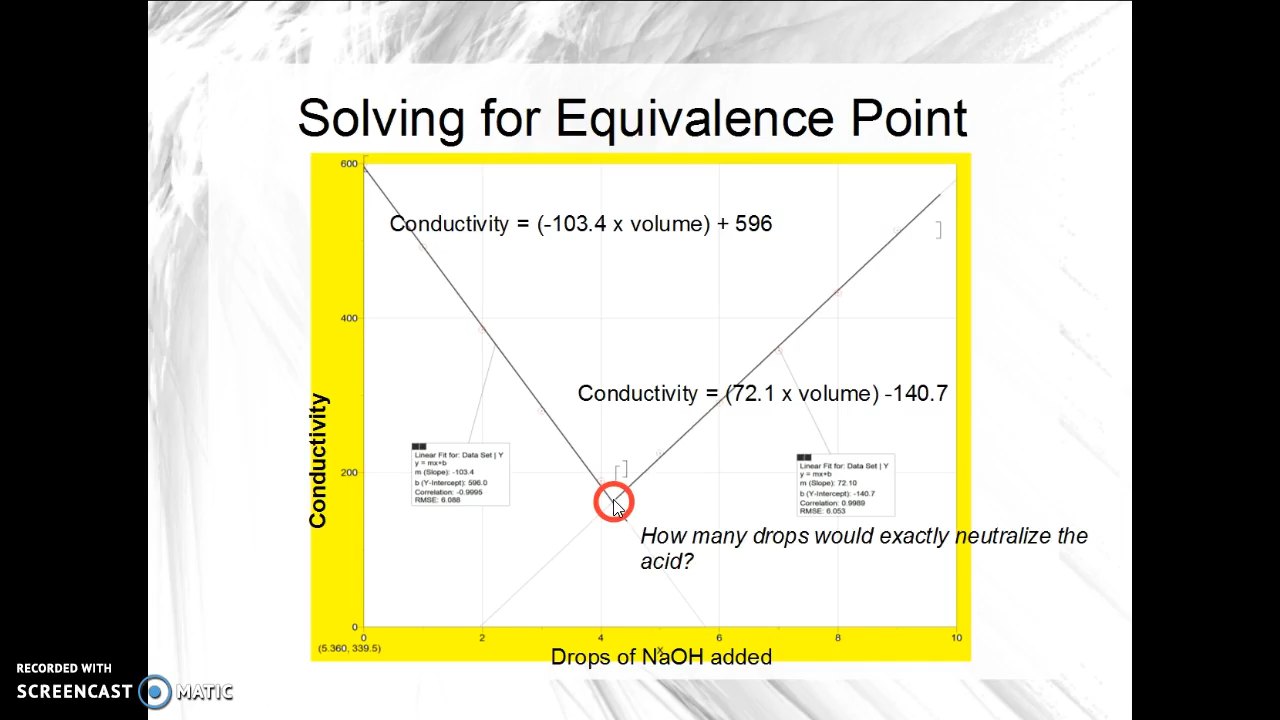 Solving for Equivalence Point
600
Conductivity = (-103.4 x volume) + 596
400
Conductivity = (72.1 x volume) -140.7
Conductivity
Linear Fit for: Data Set | Y
y = mx+b
m (Slope): -103.4
b (Y-Intercept): 596.0
Correlation: -0.9995
RMSE: 6.088
200
Linear Fit for: Data Set | Y
y = mx+b
m (Slope): 72.10
b (Y-Intercept): -140.7
Correlation: 0.9989
RMSE: 6.053
How many drops would exactly neutralize the
acid?
0
0 2 4 6 8 10
(5.360, 339.5)
X
Drops of NaOH added
RECORDED WITH
SCREENCAST MATIC